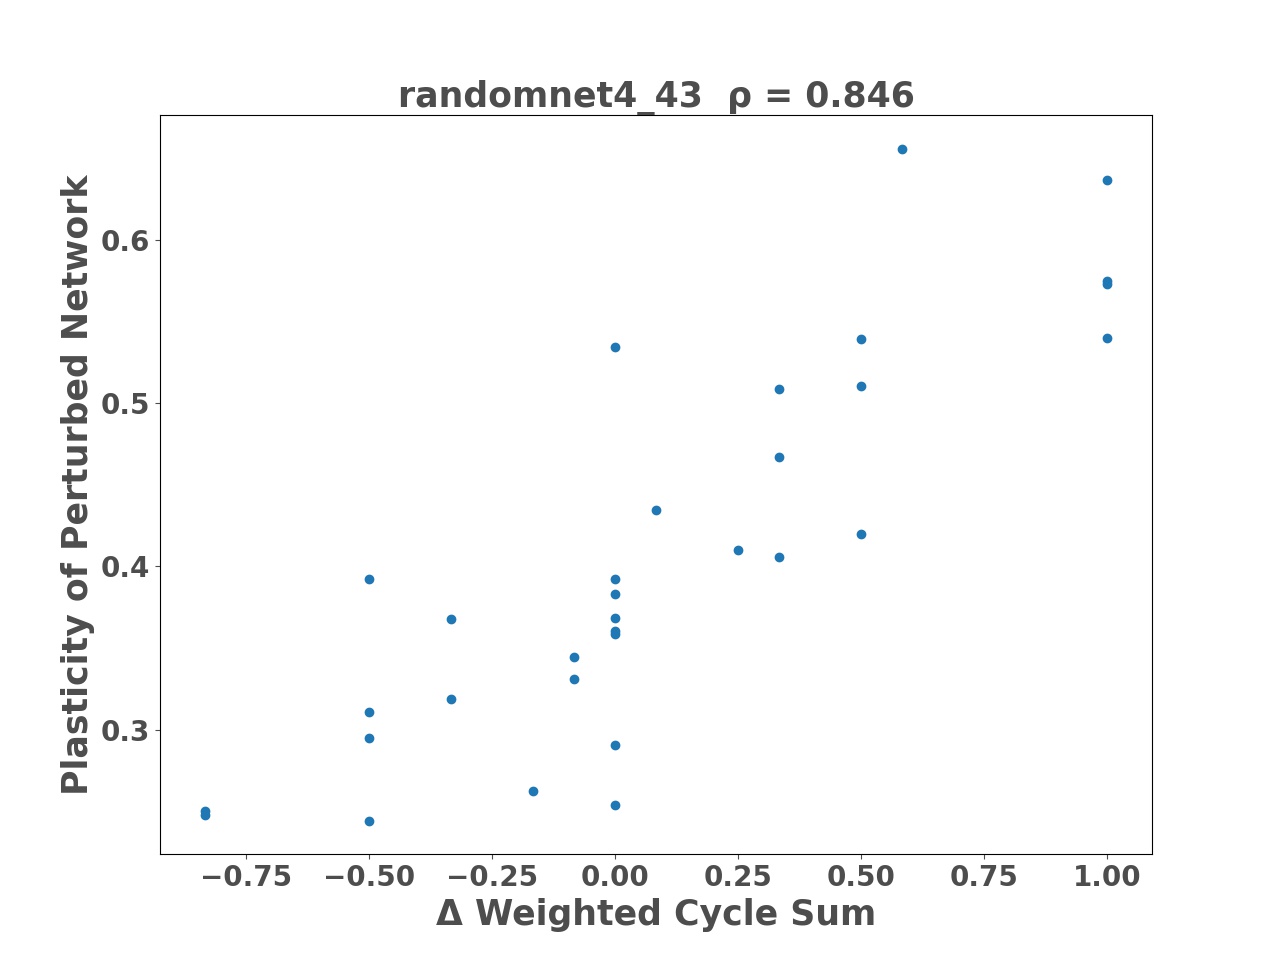 randomnet4_43 ρ = 0.846
Plasticity of Perturbed Network
0.6
0.5
0.4
0.3
−0.75 −0.50 −0.25 0.00 0.25 0.50 0.75 1.00
Δ Weighted Cycle Sum